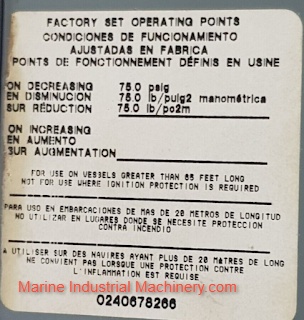 FACTORY SET OPERATING POINTS
CONDICIONES DE FUNCIONAMIENTO
AJUSTADAS EN FABRICA
POINTS DE FONCTIONNEMENT DÉFINIS EN USINE
ON DECREASING 75.0 psig
EN DISMINUCION 75.0 lb/pulg2 manométrica
SUR RÉDUCTION 75.0 lb/po2m
ON INCREASING
EN AUMENTO
SUR AUGMENTATION
FOR USE ON VESSELS GREATER THAN 65 FEET LONG
NOT FOR USE WHERE IGNITION PROTECTION IS REQUIRED
PARA USO EN EMBARCACIONES DE MAS DE 20 METROS DE LONGITUD
NO UTILIZAR EN LUGARES DONDE SE NECESITE PROTECCION
CONTRA INCENDIO
A UTILISER SUR DES NAVIRES AYANT PLUS DE 20 MÈTRES DE LONG
NE CONVIENT PAS LORSQUE UNE PROTECTION CONTRE
L'INFLAMMATION EST REQUISE
Marine Industrial Machinery.com
0240678266